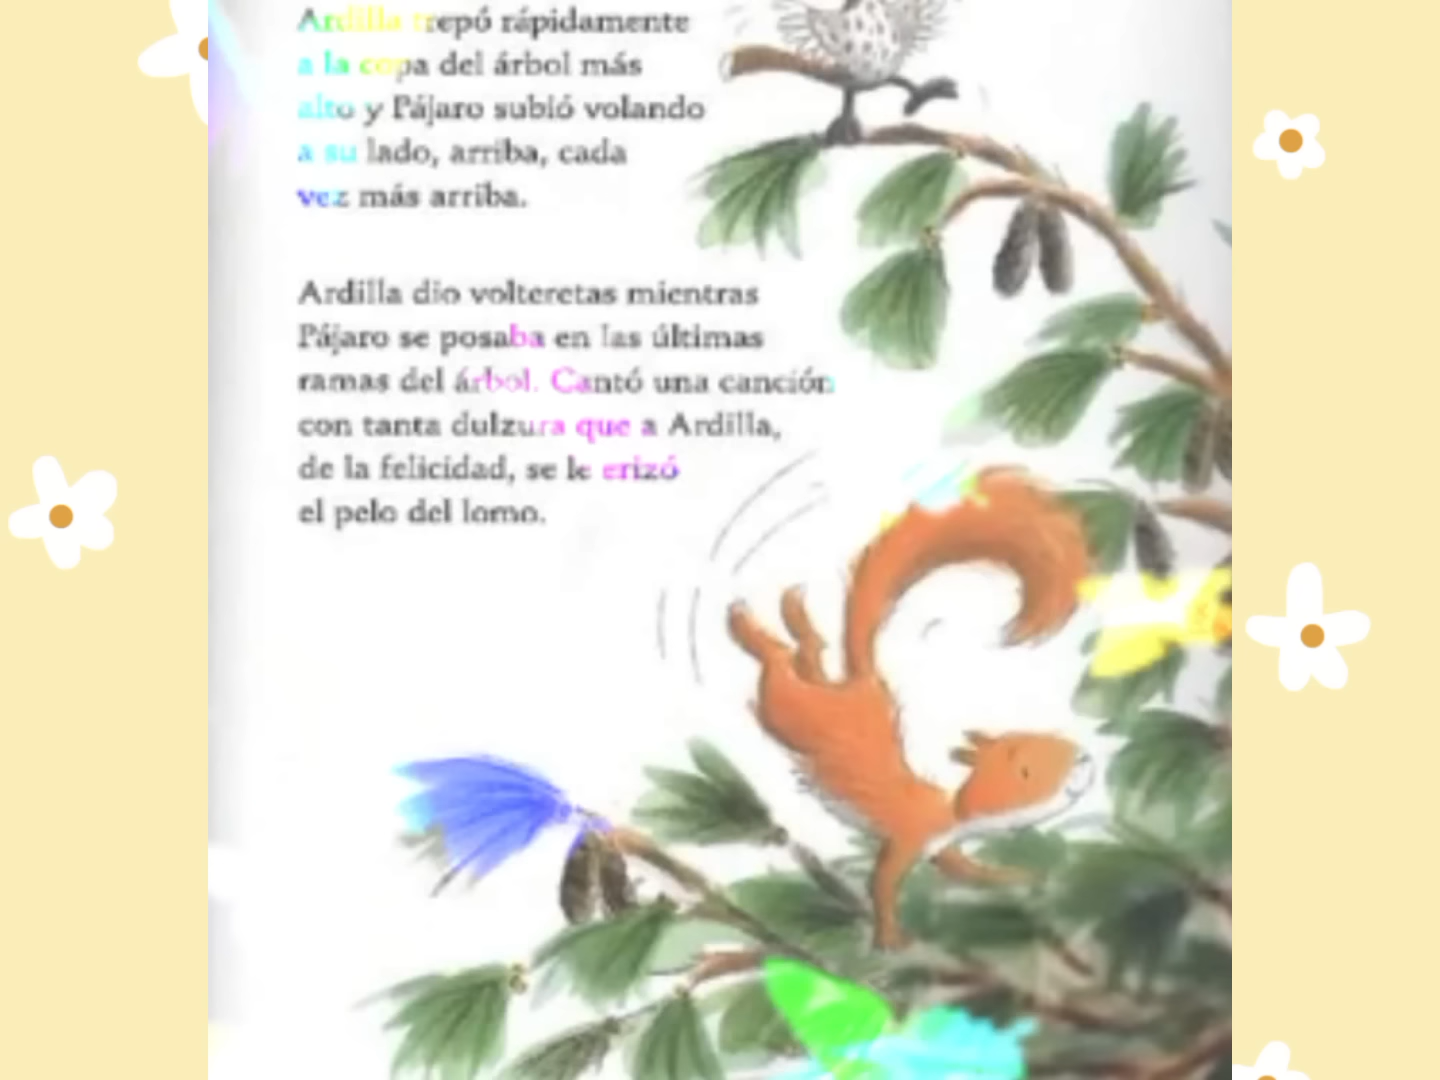 Ardilla trepó rápidamente
a la copa del árbol más
alto y Pájaro subió volando
a su lado, arriba, cada
vez más arriba.
Ardilla dio volteretas mientras
Pájaro se posaba en las últimas
ramas del árbol. Cantó una canción
con tanta dulzura que a Ardilla,
de la felicidad, se le erizó
el pelo del lomo.